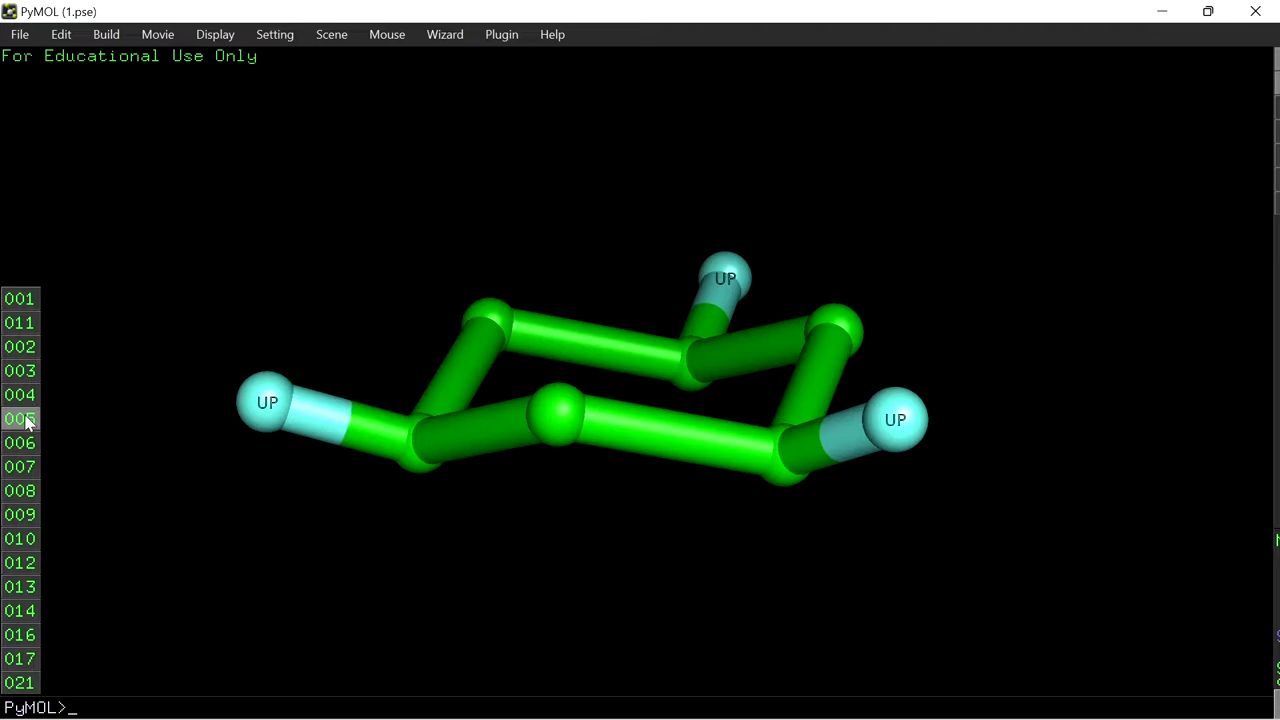 PyMOL (1.pse)
File Edit Build Movie Display Setting Scene Mouse Wizard Plugin Help
For Educational Use Only
UP
UP
UP
001
011
002
003
004
005
006
007
008
009
010
012
013
014
016
017
021
PyMOL>_